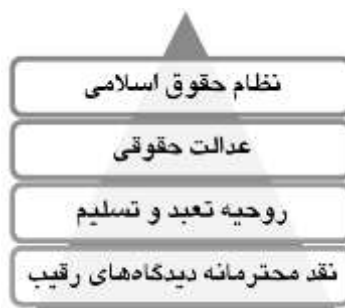 نظام حقوق اسلامی
عدالت حقوقی
روحیه تعبد و تسلیم
نقد محترمانه دیدگاه‌های رقیب